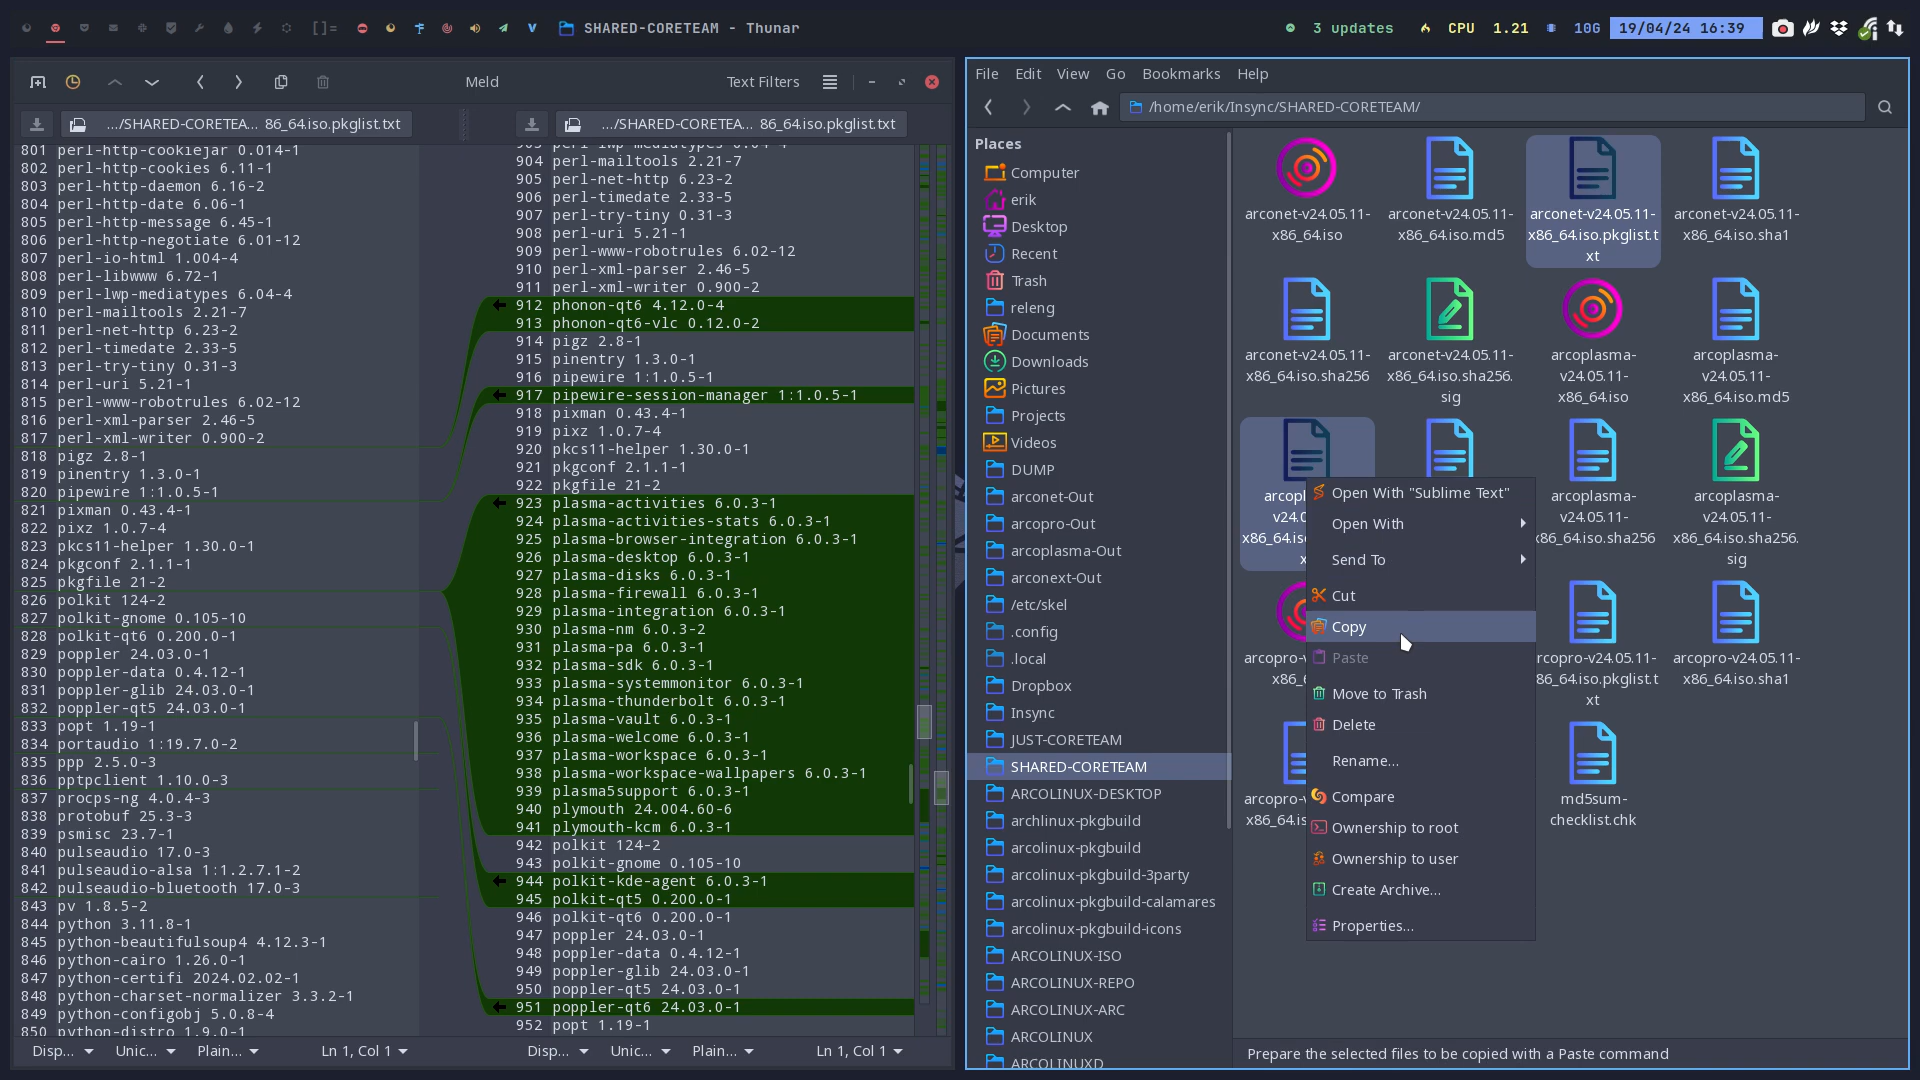 []= V SHARED-CORETEAM - Thunar 3 updates CPU 1.21 10G 19/04/24 16:39
Meld
Text Filters
.../SHARED-CORETEA... 86_64.iso.pkglist.txt
.../SHARED-CORETEA... 86_64.iso.pkglist.txt
801 perl-http-cookiejar 0.014-1
802 perl-http-cookies 6.11-1
803 perl-http-daemon 6.16-2
804 perl-http-date 6.06-1
805 perl-http-message 6.45-1
806 perl-http-negotiate 6.01-12
807 perl-io-html 1.004-4
808 perl-libwww 6.72-1
809 perl-lwp-mediatypes 6.04-4
810 perl-mailtools 2.21-7
811 perl-net-http 6.23-2
812 perl-timedate 2.33-5
813 perl-try-tiny 0.31-3
814 perl-uri 5.21-1
815 perl-www-robotrules 6.02-12
816 perl-xml-parser 2.46-5
817 perl-xml-writer 0.900-2
818 pigz 2.8-1
819 pinentry 1.3.0-1
820 pipewire 1:1.0.5-1
821 pixman 0.43.4-1
822 pixz 1.0.7-4
823 pkcs11-helper 1.30.0-1
824 pkgconf 2.1.1-1
825 pkgfile 21-2
826 polkit 124-2
827 polkit-gnome 0.105-10
828 polkit-qt6 0.200.0-1
829 poppler 24.03.0-1
830 poppler-data 0.4.12-1
831 poppler-glib 24.03.0-1
832 poppler-qt5 24.03.0-1
833 popt 1.19-1
834 portaudio 1:19.7.0-2
835 ppp 2.5.0-3
836 pptpclient 1.10.0-3
837 procps-ng 4.0.4-3
838 protobuf 25.3-3
839 psmisc 23.7-1
840 pulseaudio 17.0-3
841 pulseaudio-alsa 1:1.2.7.1-2
842 pulseaudio-bluetooth 17.0-3
843 pv 1.8.5-2
844 python 3.11.8-1
845 python-beautifulsoup4 4.12.3-1
846 python-cairo 1.26.0-1
847 python-certifi 2024.02.02-1
848 python-charset-normalizer 3.3.2-1
849 python-configobj 5.0.8-4
850 python-distro 1.9.0-1
903 perl-lwp-mediatypes 6.04-4
904 perl-mailtools 2.21-7
905 perl-net-http 6.23-2
906 perl-timedate 2.33-5
907 perl-try-tiny 0.31-3
908 perl-uri 5.21-1
909 perl-www-robotrules 6.02-12
910 perl-xml-parser 2.46-5
911 perl-xml-writer 0.900-2
912 phonon-qt6 4.12.0-4
913 phonon-qt6-vlc 0.12.0-2
914 pigz 2.8-1
915 pinentry 1.3.0-1
916 pipewire 1:1.0.5-1
917 pipewire-session-manager 1:1.0.5-1
918 pixman 0.43.4-1
919 pixz 1.0.7-4
920 pkcs11-helper 1.30.0-1
921 pkgconf 2.1.1-1
922 pkgfile 21-2
923 plasma-activities 6.0.3-1
924 plasma-activities-stats 6.0.3-1
925 plasma-browser-integration 6.0.3-1
926 plasma-desktop 6.0.3-1
927 plasma-disks 6.0.3-1
928 plasma-firewall 6.0.3-1
929 plasma-integration 6.0.3-1
930 plasma-nm 6.0.3-2
931 plasma-pa 6.0.3-1
932 plasma-sdk 6.0.3-1
933 plasma-systemmonitor 6.0.3-1
934 plasma-thunderbolt 6.0.3-1
935 plasma-vault 6.0.3-1
936 plasma-welcome 6.0.3-1
937 plasma-workspace 6.0.3-1
938 plasma-workspace-wallpapers 6.0.3-1
939 plasma5support 6.0.3-1
940 plymouth 24.004.60-6
941 plymouth-kcm 6.0.3-1
942 polkit 124-2
943 polkit-gnome 0.105-10
944 polkit-kde-agent 6.0.3-1
945 polkit-qt5 0.200.0-1
946 polkit-qt6 0.200.0-1
947 poppler 24.03.0-1
948 poppler-data 0.4.12-1
949 poppler-glib 24.03.0-1
950 poppler-qt5 24.03.0-1
951 poppler-qt6 24.03.0-1
952 popt 1.19-1
Disp... Unic... Plain... Ln 1, Col 1
Disp... Unic... Plain... Ln 1, Col 1
File Edit View Go Bookmarks Help
/home/erik/Insync/SHARED-CORETEAM/
Places
Computer
erik
Desktop
Recent
Trash
releng
Documents
Downloads
Pictures
Projects
Videos
DUMP
arconet-Out
arcopro-Out
arcoplasma-Out
arconext-Out
/etc/skel
.config
.local
Dropbox
Insync
JUST-CORETEAM
SHARED-CORETEAM
ARCOLINUX-DESKTOP
archlinux-pkgbuild
arcolinux-pkgbuild
arcolinux-pkgbuild-3party
arcolinux-pkgbuild-calamares
arcolinux-pkgbuild-icons
ARCOLINUX-ISO
ARCOLINUX-REPO
ARCOLINUX-ARC
ARCOLINUX
ARCOLINUXD
arconet-v24.05.11-
x86_64.iso
arconet-v24.05.11-
x86_64.iso.md5
arconet-v24.05.11-
x86_64.iso.pkglist.t
xt
arconet-v24.05.11-
x86_64.iso.sha1
arconet-v24.05.11-
x86_64.iso.sha256
arconet-v24.05.11-
x86_64.iso.sha256.
sig
arcoplasma-
v24.05.11-
x86_64.iso
arcoplasma-
v24.05.11-
x86_64.iso.md5
arcopl
v24.0
x86_64.iso
x
arcoplasma-
v24.05.11-
x86_64.iso.sha256
arcoplasma-
v24.05.11-
x86_64.iso.sha256.
sig
arcopro-v
x86_6
rcopro-v24.05.11-
x86_64.iso.pkglist.t
xt
arcopro-v24.05.11-
x86_64.iso.sha1
arcopro-v
x86_64.is
md5sum-
checklist.chk
Open With "Sublime Text"
Open With
Send To
Cut
Copy
Paste
Move to Trash
Delete
Rename...
Compare
Ownership to root
Ownership to user
Create Archive...
Properties...
Prepare the selected files to be copied with a Paste command